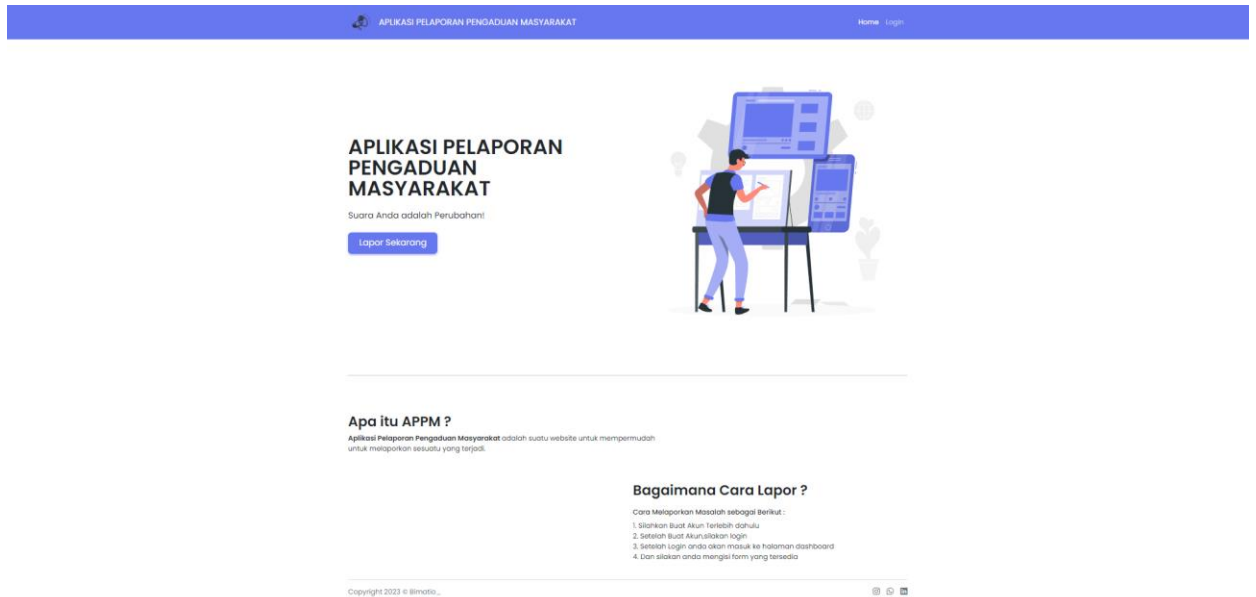 APLIKASI PELAPORAN PENGADUAN MASYARAKAT
Home Login
APLIKASI PELAPORAN
PENGADUAN
MASYARAKAT
Suara Anda adalah Perubahan!
Lapor Sekarang
Apa itu APPM ?
Aplikasi Pelaporan Pengaduan Masyarakat adalah suatu website untuk mempermudah
untuk melaporkan sesuatu yang terjadi.
Bagaimana Cara Lapor ?
Cara Melaporkan Masalah sebagai Berikut :
1. Silahkan Buat Akun Terlebih dahulu
2. Setelah Buat Akun,silakan login
3. Setelah Login anda akan masuk ke halaman dashboard
4. Dan silakan anda mengisi form yang tersedia
Copyright 2023 ©